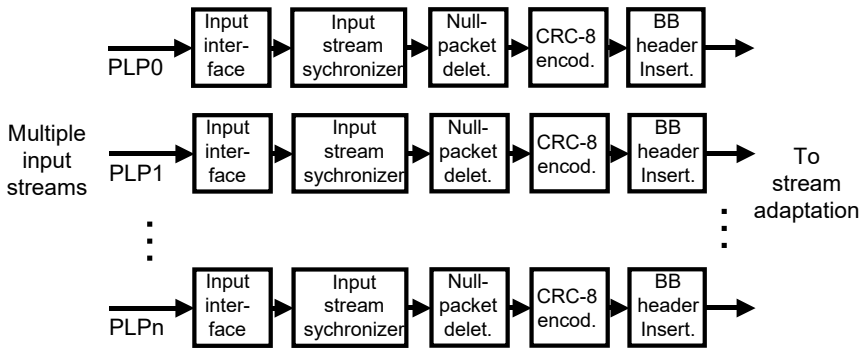 Input
inter-
face
Input
stream
sychronizer
Null-
packet
delet.
CRC-8
encod.
BB
header
Insert.
PLP0
Multiple
input
streams
Input
inter-
face
Input
stream
sychronizer
Null-
packet
delet.
CRC-8
encod.
BB
header
Insert.
PLP1
To
stream
adaptation
Input
inter-
face
Input
stream
sychronizer
Null-
packet
delet.
CRC-8
encod.
BB
header
Insert.
PLPn